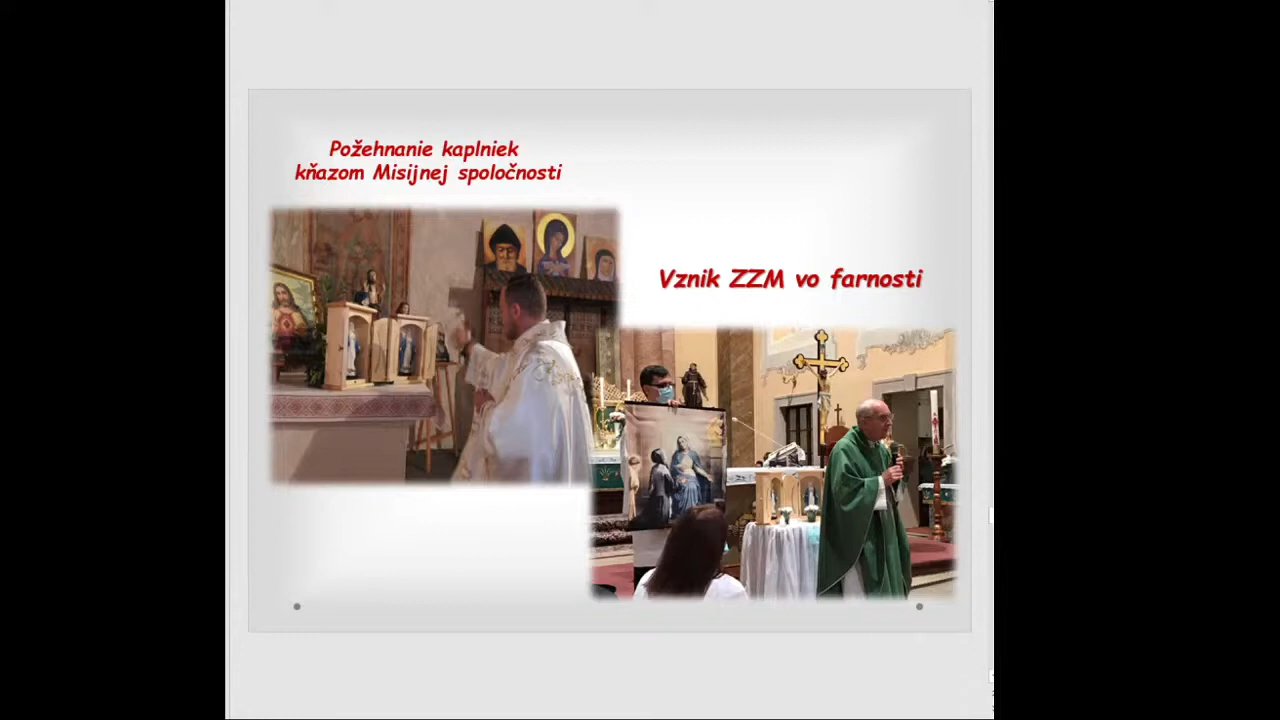 Požehnanie kaplniek
kňazom Misijnej spoločnosti
Vznik ZZM vo farnosti